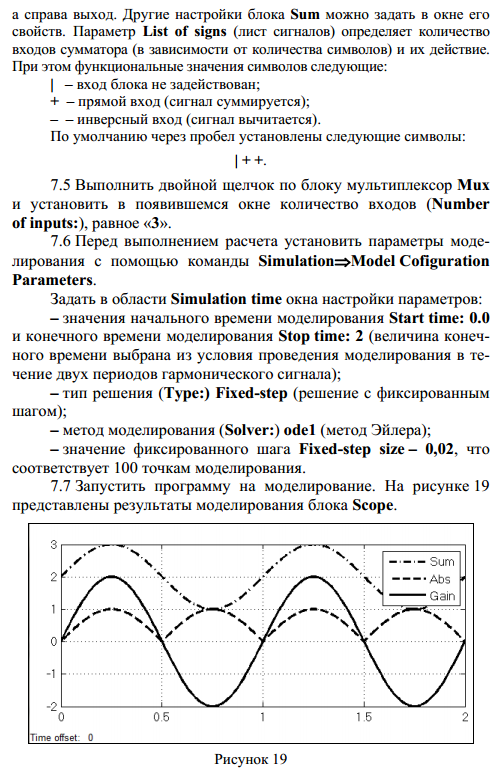 а справа выход. Другие настройки блока Sum можно задать в окне его
свойств. Параметр List of signs (лист сигналов) определяет количество
входов сумматора (в зависимости от количества символов) и их действие.
При этом функциональные значения символов следующие:
| – вход блока не задействован;
+ – прямой вход (сигнал суммируется);
– – инверсный вход (сигнал вычитается).
По умолчанию через пробел установлены следующие символы:
| + +.
7.5 Выполнить двойной щелчок по блоку мультиплексор Mux
и установить в появившемся окне количество входов (Number
of inputs:), равное «3».
7.6 Перед выполнением расчета установить параметры моде-
лирования с помощью команды Simulation⇒Model Cofiguration
Parameters.
Задать в области Simulation time окна настройки параметров:
– значения начального времени моделирования Start time: 0.0
и конечного времени моделирования Stop time: 2 (величина конеч-
ного времени выбрана из условия проведения моделирования в те-
чение двух периодов гармонического сигнала);
– тип решения (Type:) Fixed-step (решение с фиксированным
шагом);
– метод моделирования (Solver:) ode1 (метод Эйлера);
– значение фиксированного шага Fixed-step size – 0,02, что
соответствует 100 точкам моделирования.
7.7 Запустить программу на моделирование. На рисунке 19
представлены результаты моделирования блока Scope.
3
2
1
0
-1
-2
Sum
Abs
Gain
0 0.5 1 1.5 2
Time offset: 0
Рисунок 19